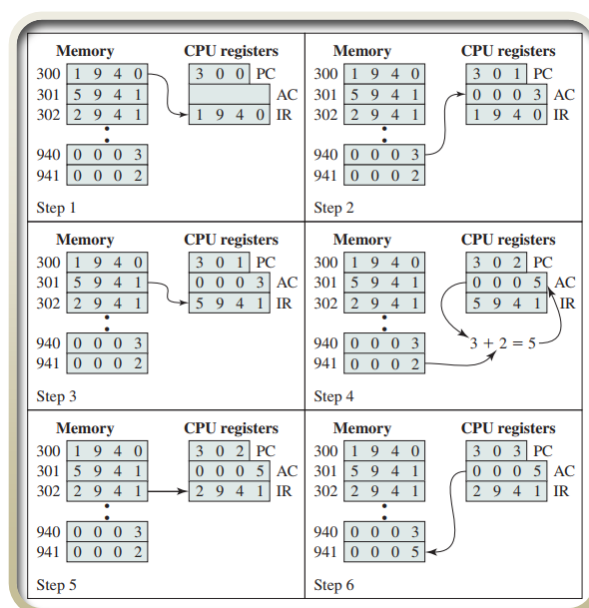 Memory CPU registers
300 1 9 4 0 3 0 0 PC
301 5 9 4 1 AC
302 2 9 4 1 1 9 4 0 IR
940 0 0 0 3
941 0 0 0 2
Step 1
Memory CPU registers
300 1 9 4 0 3 0 1 PC
301 5 9 4 1 0 0 0 3 AC
302 2 9 4 1 1 9 4 0 IR
940 0 0 0 3
941 0 0 0 2
Step 2
Memory CPU registers
300 1 9 4 0 3 0 1 PC
301 5 9 4 1 0 0 0 3 AC
302 2 9 4 1 5 9 4 1 IR
940 0 0 0 3
941 0 0 0 2
Step 3
Memory CPU registers
300 1 9 4 0 3 0 2 PC
301 5 9 4 1 0 0 0 5 AC
302 2 9 4 1 5 9 4 1 IR
940 0 0 0 3 3 + 2 = 5
941 0 0 0 2
Step 4
Memory CPU registers
300 1 9 4 0 3 0 2 PC
301 5 9 4 1 0 0 0 5 AC
302 2 9 4 1 2 9 4 1 IR
940 0 0 0 3
941 0 0 0 2
Step 5
Memory CPU registers
300 1 9 4 0 3 0 3 PC
301 5 9 4 1 0 0 0 5 AC
302 2 9 4 1 2 9 4 1 IR
940 0 0 0 3
941 0 0 0 5
Step 6